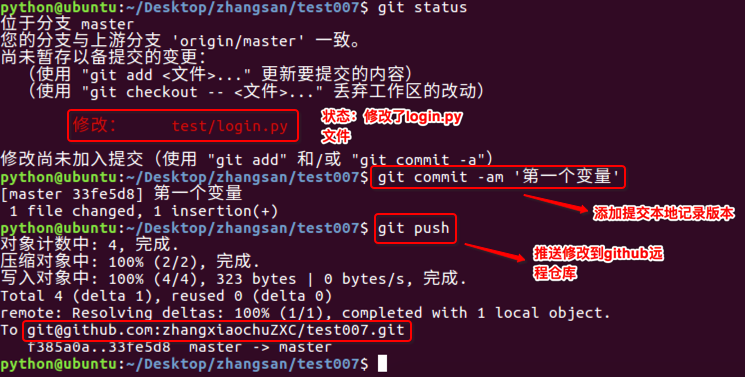 python@ubuntu:~/Desktop/zhangsan/test007$ git status
位于分支 master
您的分支与上游分支 'origin/master' 一致。
尚未暂存以备提交的变更：
（使用 "git add <文件>..." 更新要提交的内容）
（使用 "git checkout -- <文件>..." 丢弃工作区的改动）
修改： test/login.py
状态：修改了login.py
文件
修改尚未加入提交（使用 "git add" 和/或 "git commit -a"）
python@ubuntu:~/Desktop/zhangsan/test007$ git commit -am '第一个变量'
[master 33fe5d8] 第一个变量
1 file changed, 1 insertion(+)
添加提交本地记录版本
python@ubuntu:~/Desktop/zhangsan/test007$ git push
对象计数中: 4, 完成.
压缩对象中: 100% (2/2), 完成.
写入对象中: 100% (4/4), 323 bytes | 0 bytes/s, 完成.
推送修改到github远
程仓库
Total 4 (delta 1), reused 0 (delta 0)
remote: Resolving deltas: 100% (1/1), completed with 1 local object.
To git@github.com:zhangxiaochuZXC/test007.git
f385a0a..33fe5d8 master -> master
python@ubuntu:~/Desktop/zhangsan/test007$